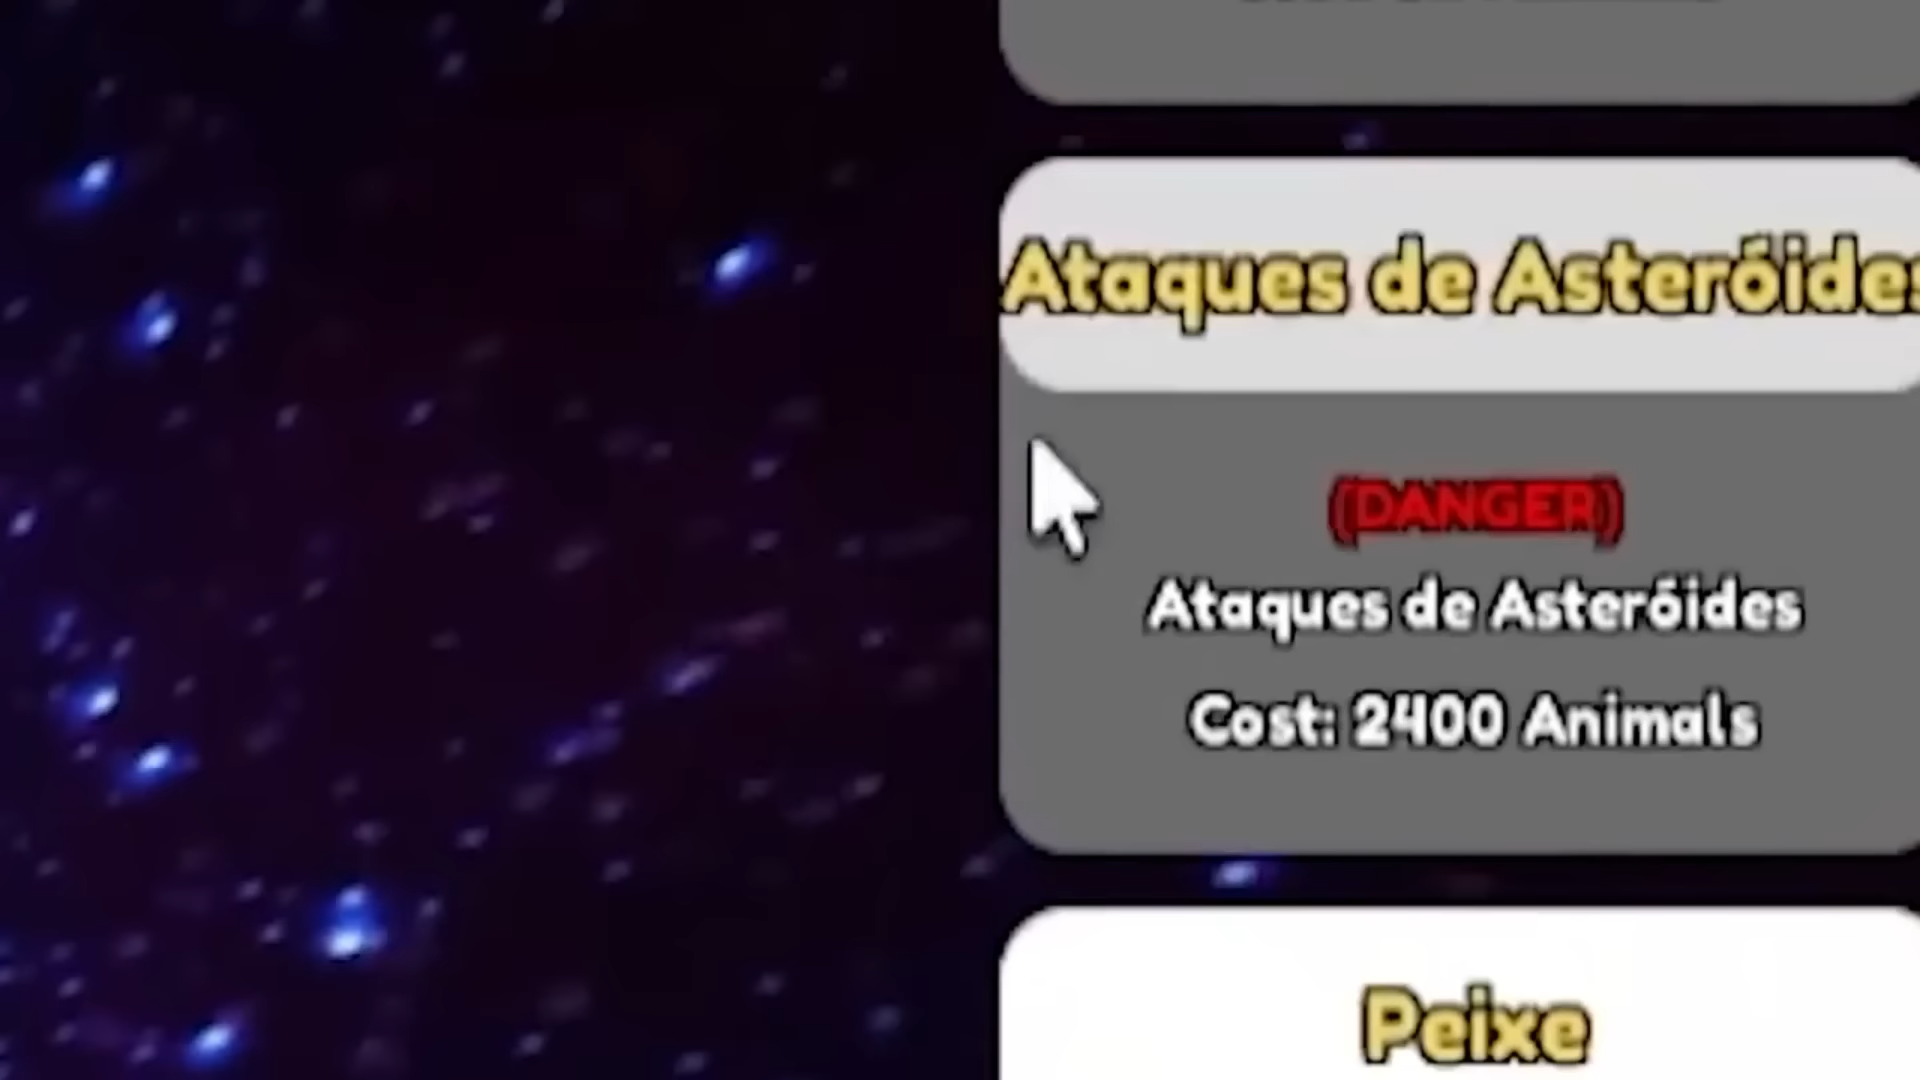 Ataques de Asteróides
(DANGER)
Ataques de Asteróides
Cost: 2400 Animals
Peixe